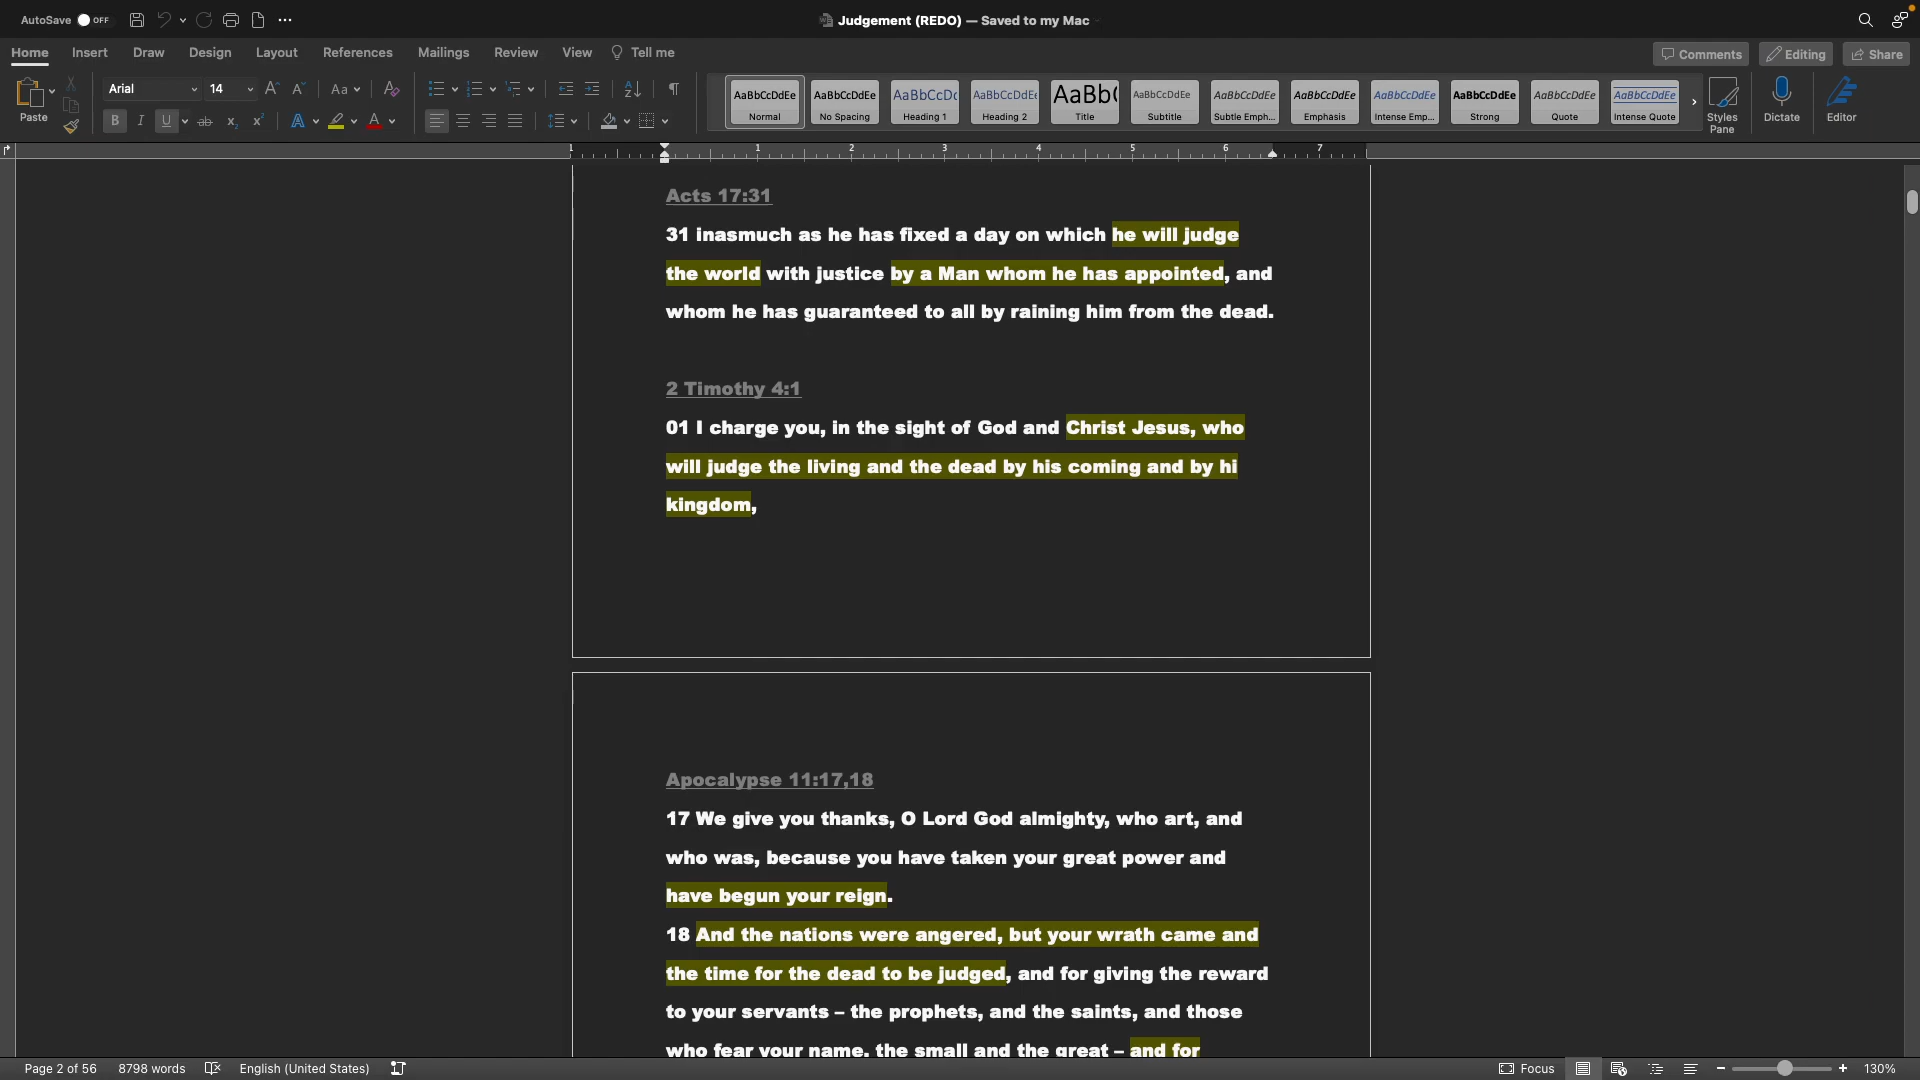 AutoSave OFF
Judgement (REDO) — Saved to my Mac
Home Insert Draw Design Layout References Mailings Review View Tell me
Comments Editing Share
Paste
Arial 14
AaBbCcDdEe AaBbCcDdEe AaBbCcDc AaBbCcDdEe AaBb( AaBbCcDdEe AaBbCcDdEe AaBbCcDdEe AaBbCcDdEe AaBbCcDdEe AaBbCcDdEe AaBbCcDdEe
Normal No Spacing Heading 1 Heading 2 Title Subtitle Subtle Emph... Emphasis Intense Emp... Strong Quote Intense Quote
Styles Pane
Dictate
Editor
1 1 2 3 4 5 6 7
Acts 17:31
31 inasmuch as he has fixed a day on which he will judge
the world with justice by a Man whom he has appointed, and
whom he has guaranteed to all by raining him from the dead.
2 Timothy 4:1
01 I charge you, in the sight of God and Christ Jesus, who
will judge the living and the dead by his coming and by hi
kingdom,
Apocalypse 11:17,18
17 We give you thanks, O Lord God almighty, who art, and
who was, because you have taken your great power and
have begun your reign.
18 And the nations were angered, but your wrath came and
the time for the dead to be judged, and for giving the reward
to your servants – the prophets, and the saints, and those
who fear your name, the small and the great – and for
Page 2 of 56 8798 words English (United States)
Focus 130%